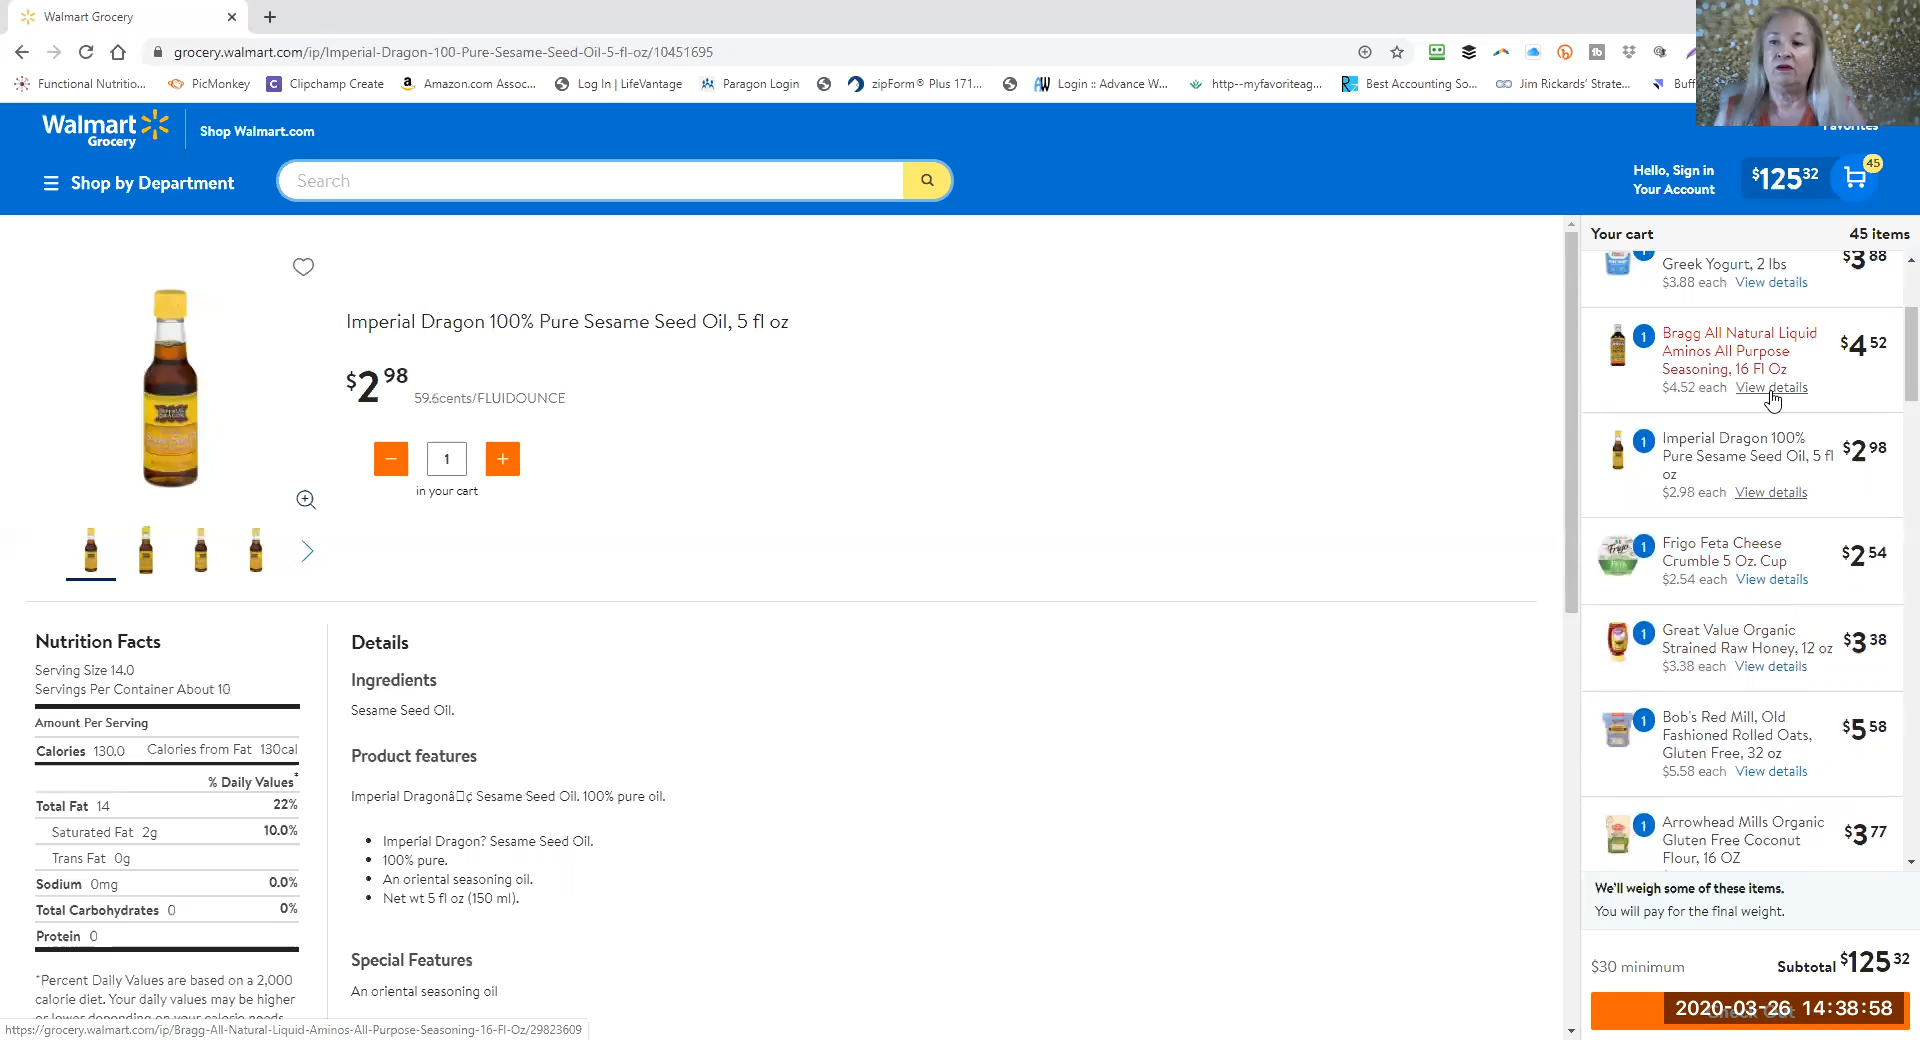 Walmart Grocery
grocery.walmart.com/ip/Imperial-Dragon-100-Pure-Sesame-Seed-Oil-5-fl-oz/10451695
Functional Nutritio...
PicMonkey
Clipchamp Create
Amazon.com Assoc...
Log In | LifeVantage
Paragon Login
zipForm® Plus 171...
Login :: Advance W...
http--myfavoriteag...
Best Accounting So...
Jim Rickards' Strate...
Buff
Walmart
Grocery
Shop Walmart.com
Favorites
Shop by Department
Search
Hello, Sign in
Your Account
$125 32
45
Your cart
45 items
Greek Yogurt, 2 lbs
$3.88 each View details
$3 88
1
Bragg All Natural Liquid
Aminos All Purpose
Seasoning, 16 Fl Oz
$4.52 each View details
$4 52
1
Imperial Dragon 100%
Pure Sesame Seed Oil, 5 fl
oz
$2.98 each View details
$2 98
1
Frigo Feta Cheese
Crumble 5 Oz. Cup
$2.54 each View details
$2 54
1
Great Value Organic
Strained Raw Honey, 12 oz
$3.38 each View details
$3 38
1
Bob's Red Mill, Old
Fashioned Rolled Oats,
Gluten Free, 32 oz
$5.58 each View details
$5 58
1
Arrowhead Mills Organic
Gluten Free Coconut
Flour, 16 OZ
$3 77
We'll weigh some of these items.
You will pay for the final weight.
$30 minimum
Subtotal $125 32
2020-03-26 14:38:58
Imperial Dragon 100% Pure Sesame Seed Oil, 5 fl oz
$2 98
59.6cents/FLUIDOUNCE
−
1
+
in your cart
Nutrition Facts
Serving Size 14.0
Servings Per Container About 10
Amount Per Serving
Calories 130.0 Calories from Fat 130cal
% Daily Values*
Total Fat 14 22%
Saturated Fat 2g 10.0%
Trans Fat 0g
Sodium 0mg 0.0%
Total Carbohydrates 0 0%
Protein 0
*Percent Daily Values are based on a 2,000
calorie diet. Your daily values may be higher
or lower depending on your calorie needs
Details
Ingredients
Sesame Seed Oil.
Product features
Imperial Dragonâ□¢ Sesame Seed Oil. 100% pure oil.
• Imperial Dragon? Sesame Seed Oil.
• 100% pure.
• An oriental seasoning oil.
• Net wt 5 fl oz (150 ml).
Special Features
An oriental seasoning oil
https://grocery.walmart.com/ip/Bragg-All-Natural-Liquid-Aminos-All-Purpose-Seasoning-16-Fl-Oz/29823609